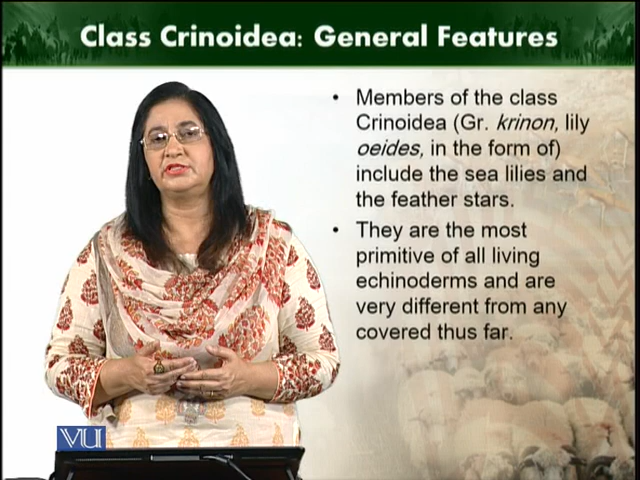 Class Crinoidea: General Features
• Members of the class
Crinoidea (Gr. krinon, lily
oeides, in the form of)
include the sea lilies and
the feather stars.
• They are the most
primitive of all living
echinoderms and are
very different from any
covered thus far.
VU